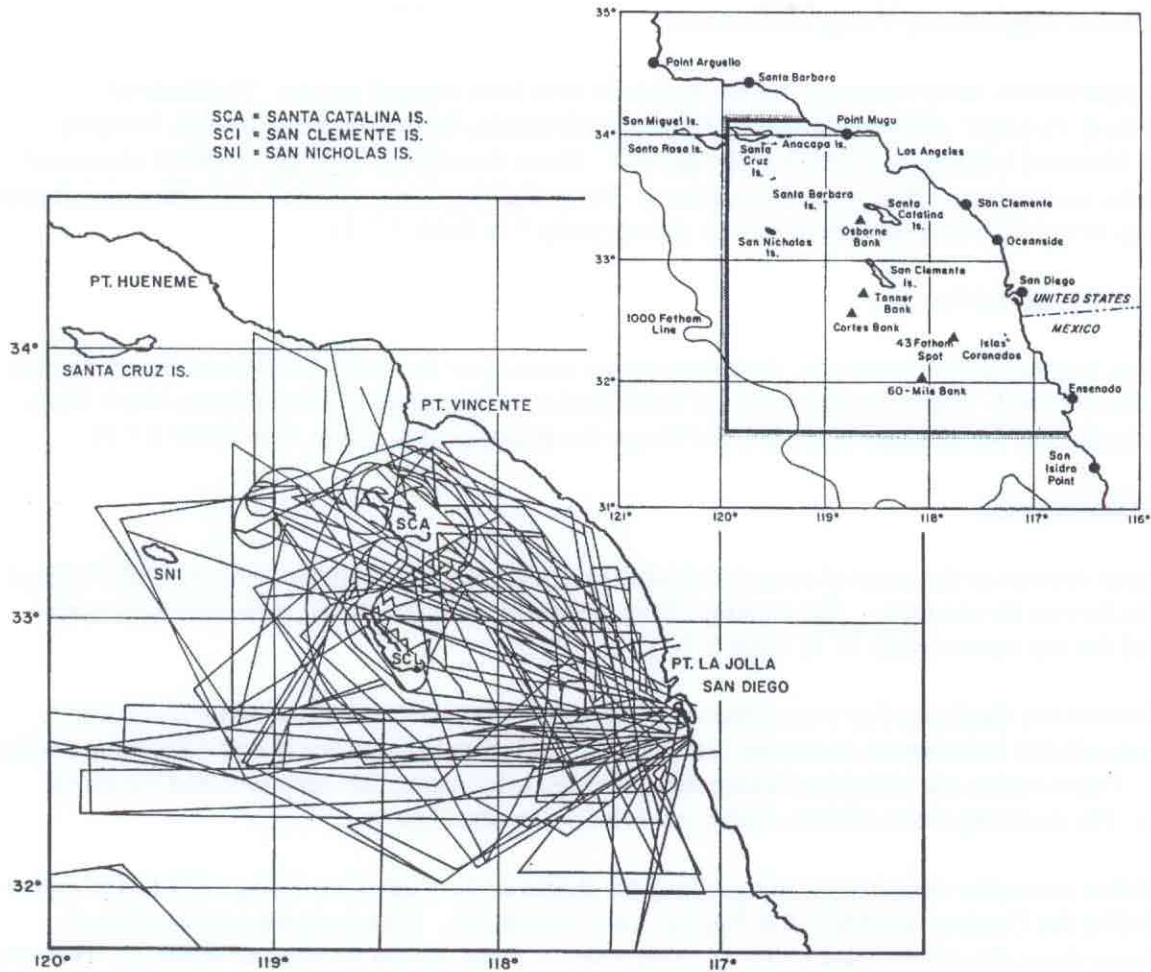 SCA = SANTA CATALINA IS.
SCI = SAN CLEMENTE IS.
SNI = SAN NICHOLAS IS.
PT. HUENEME
34°
SANTA CRUZ IS.
PT. VINCENTE
SCA
SNI
33°
SCI
PT. LA JOLLA
SAN DIEGO
32°
120°
119°
118°
117°
35°
Point Arguello
Santa Barbara
San Miguel Is.
Point Mugu
34°
Santa Rosa Is.
Santa
Cruz
Is.
Anacapa Is.
Los Angeles
Santa Barbara
Is.
Santa
Catalina
Is.
San Clemente
Osborne
Bank
San Nicholas Is.
Oceanside
33°
San Clemente
Is.
San Diego
UNITED STATES
MEXICO
Tanner
Bank
1000 Fathom
Line
Cortes Bank
43 Fathom
Spot
Islas
Coronados
32°
60-Mile Bank
Ensenada
San
Isidro
Point
31°
121°
120°
119°
118°
117°
116°